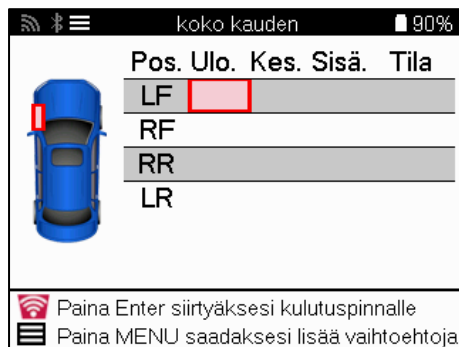 koko kauden 90%
Pos. Ulo. Kes. Sisä. Tila
LF
RF
RR
LR
Paina Enter siirtyäksesi kulutuspinnalle
Paina MENU saadaksesi lisää vaihtoehtoja